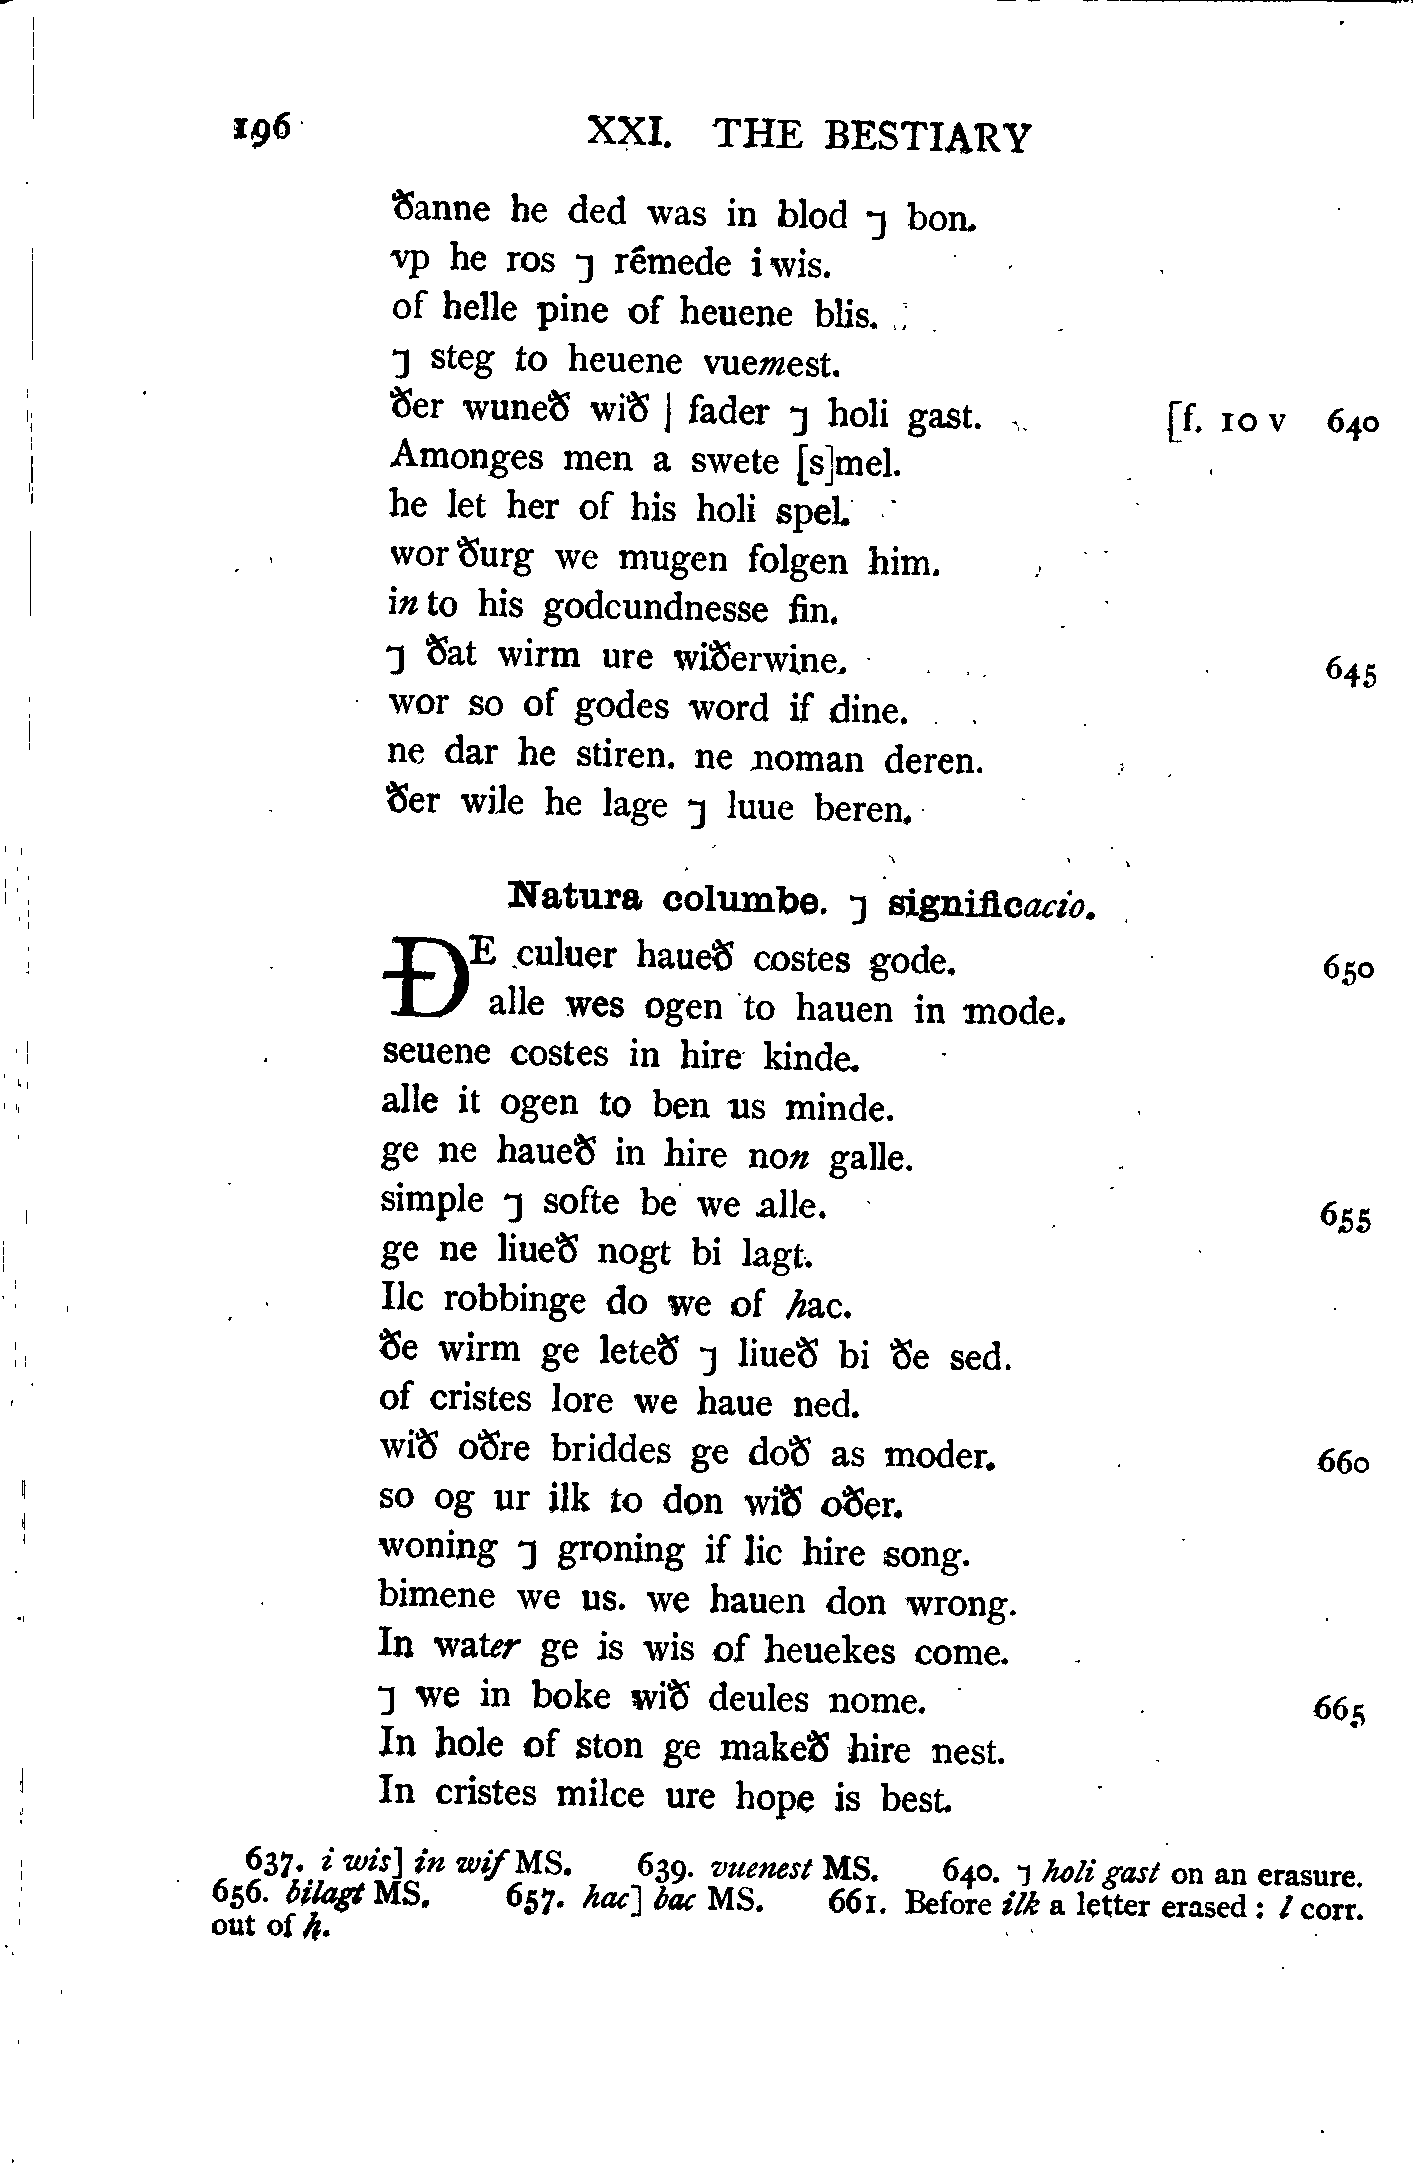 196 XXI. THE BESTIARY
ðanne he ded was in blod ⁊ bon.
vp he ros ⁊ rêmede i wis.
of helle pine of heuene blis.
⁊ steg to heuene vuemest.
ðer wuneð wið | fader ⁊ holi gast. [f. 10 v 640
Amonges men a swete [s]mel.
he let her of his holi spel.
wor ðurg we mugen folgen him.
in to his godcundnesse fin.
⁊ ðat wirm ure wiðerwine. 645
wor so of godes word if dine.
ne dar he stiren. ne noman deren.
ðer wile he lage ⁊ luue beren.
Natura columbe. ⁊ significacio.
ÐE culuer haueð costes gode. 650
alle wes ogen to hauen in mode.
seuene costes in hire kinde.
alle it ogen to ben us minde.
ge ne haueð in hire non galle.
simple ⁊ softe be we alle. 655
ge ne liueð nogt bi lagt.
Ilc robbinge do we of hac.
ðe wirm ge leteð ⁊ liueð bi ðe sed.
of cristes lore we haue ned.
wið oðre briddes ge doð as moder. 660
so og ur ilk to don wið oðer.
woning ⁊ groning if lic hire song.
bimene we us. we hauen don wrong.
In water ge is wis of heuekes come.
⁊ we in boke wið deules nome. 665
In hole of ston ge makeð hire nest.
In cristes milce ure hope is best.
637. i wis] in wif MS. 639. vuenest MS. 640. ⁊ holi gast on an erasure.
656. bilagt MS. 657. hac] bac MS. 661. Before ilk a letter erased : l corr.
out of h.